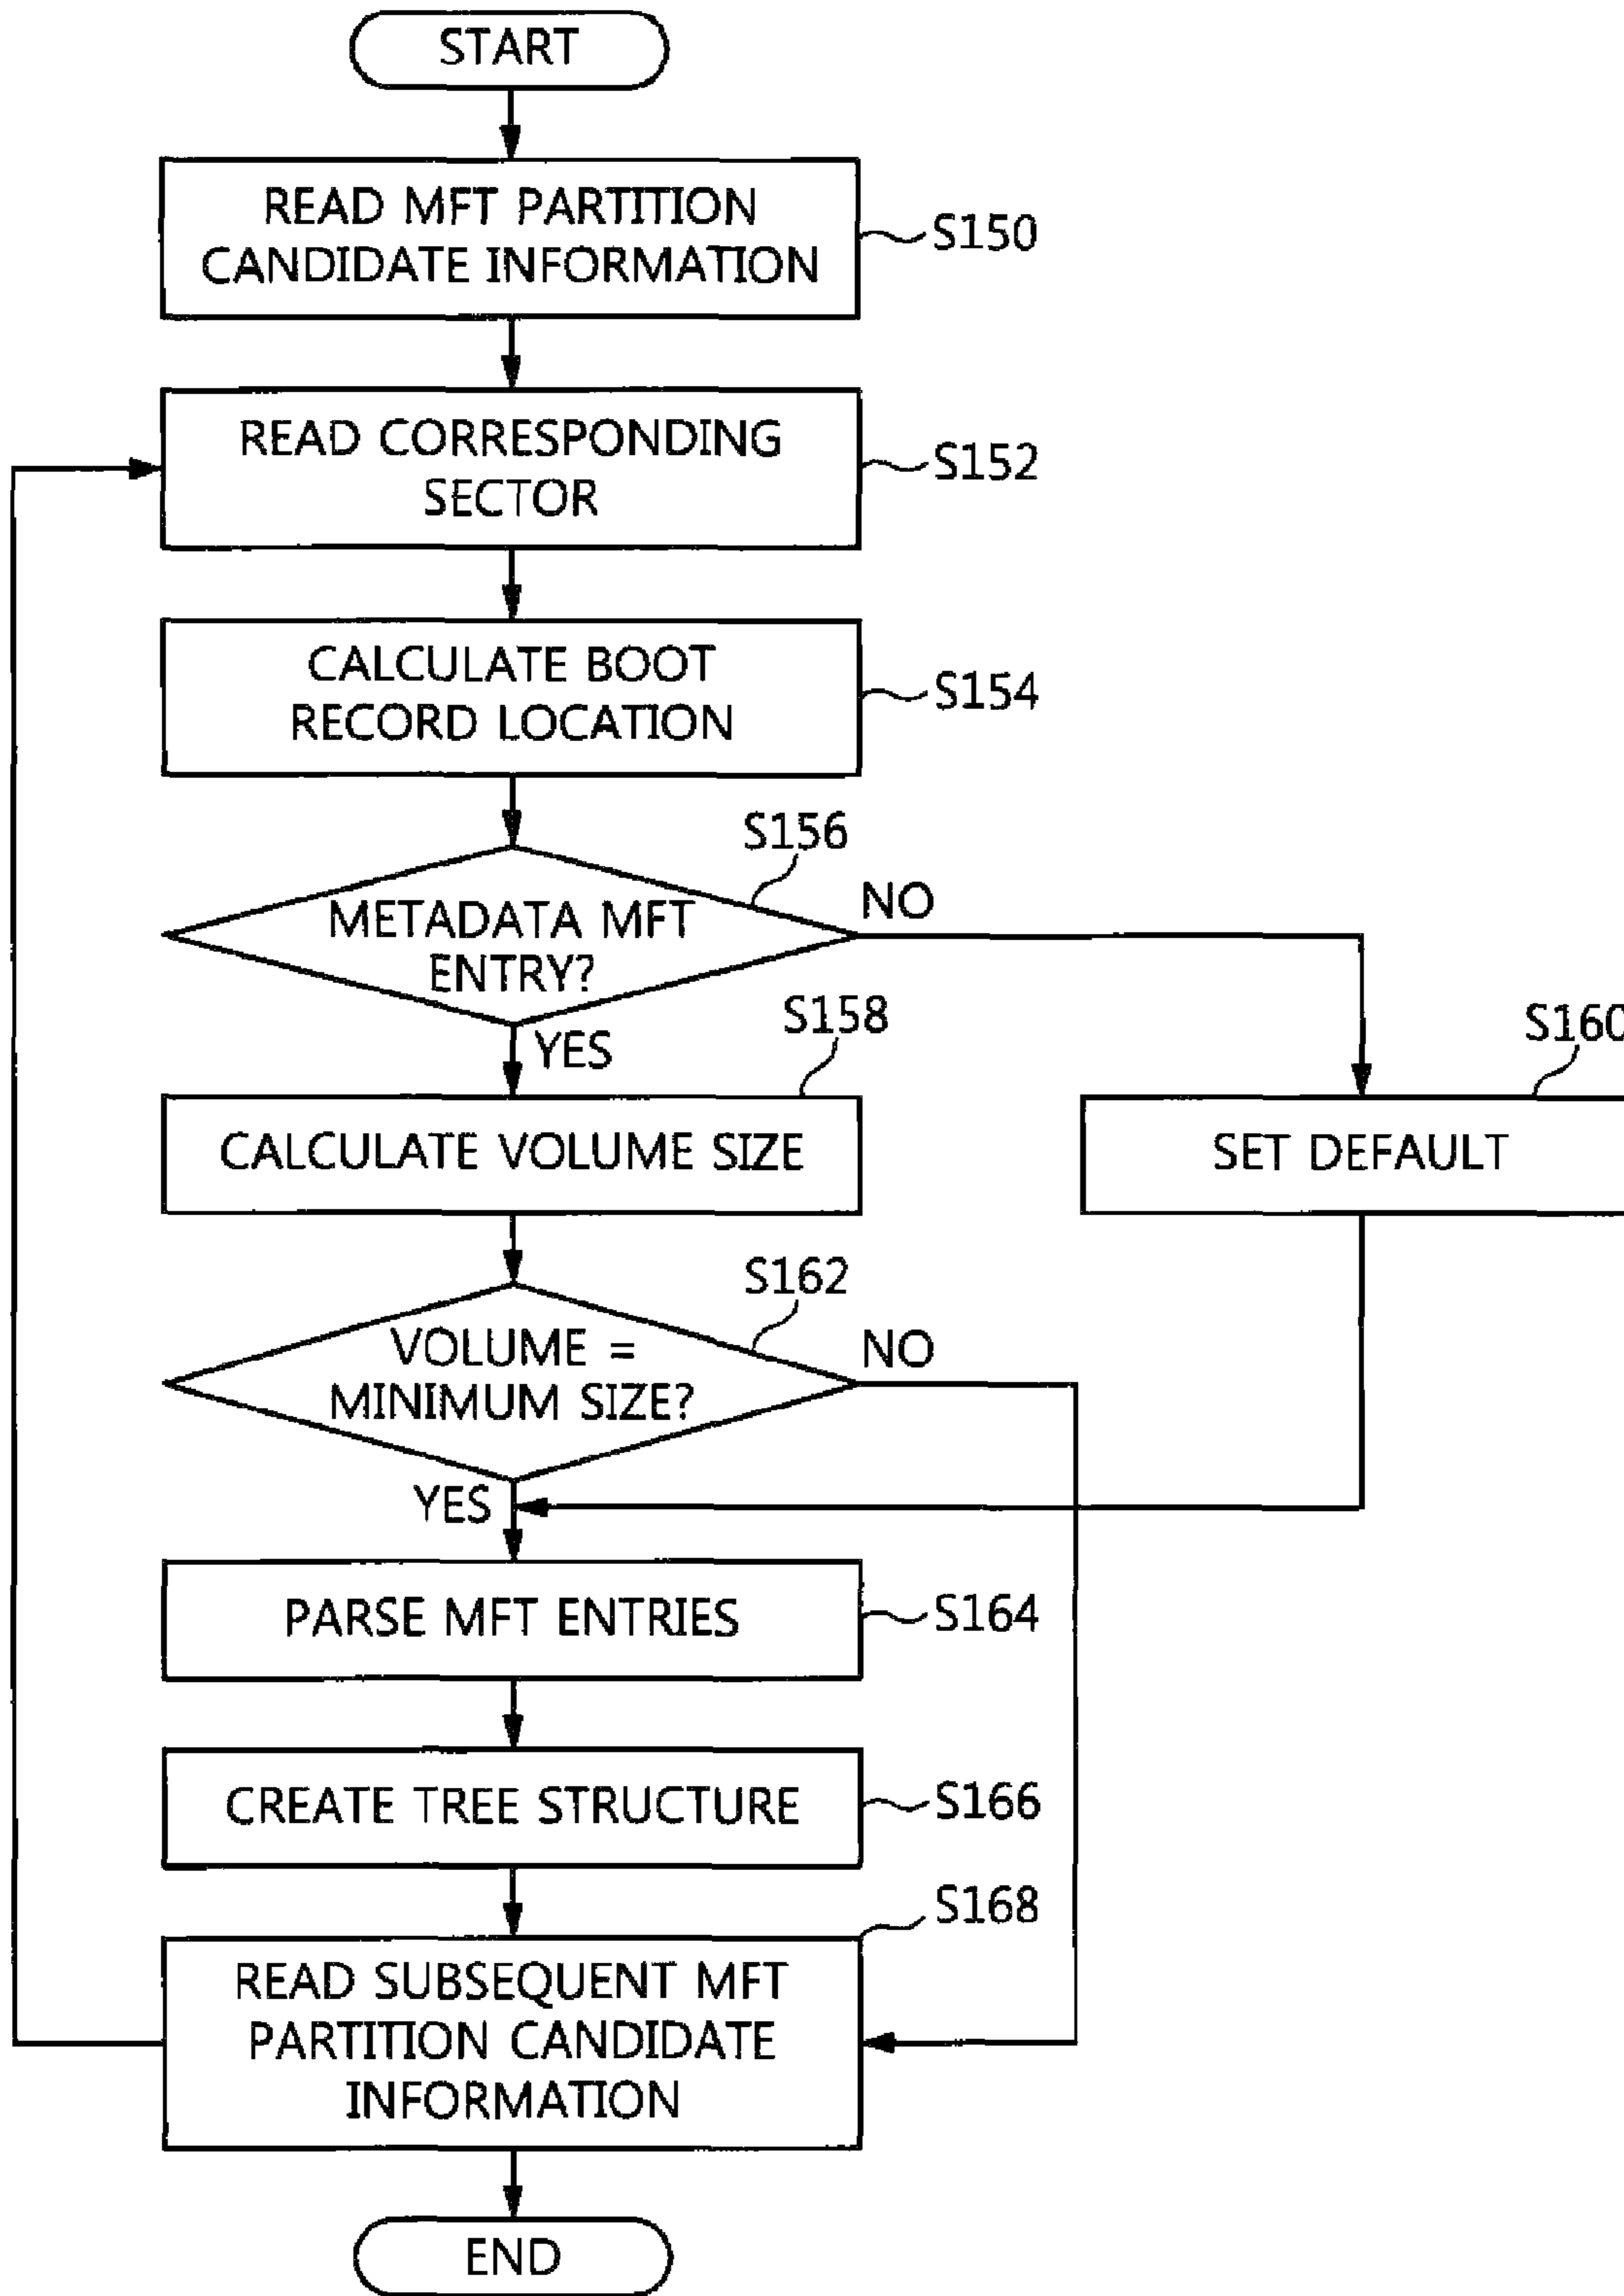 START
READ MFT PARTITION
CANDIDATE INFORMATION
S150
READ CORRESPONDING
SECTOR
S152
CALCULATE BOOT
RECORD LOCATION
S154
S156
METADATA MFT
ENTRY?
NO
YES
S158
CALCULATE VOLUME SIZE
S160
SET DEFAULT
S162
VOLUME =
MINIMUM SIZE?
NO
YES
PARSE MFT ENTRIES
S164
CREATE TREE STRUCTURE
S166
S168
READ SUBSEQUENT MFT
PARTITION CANDIDATE
INFORMATION
END